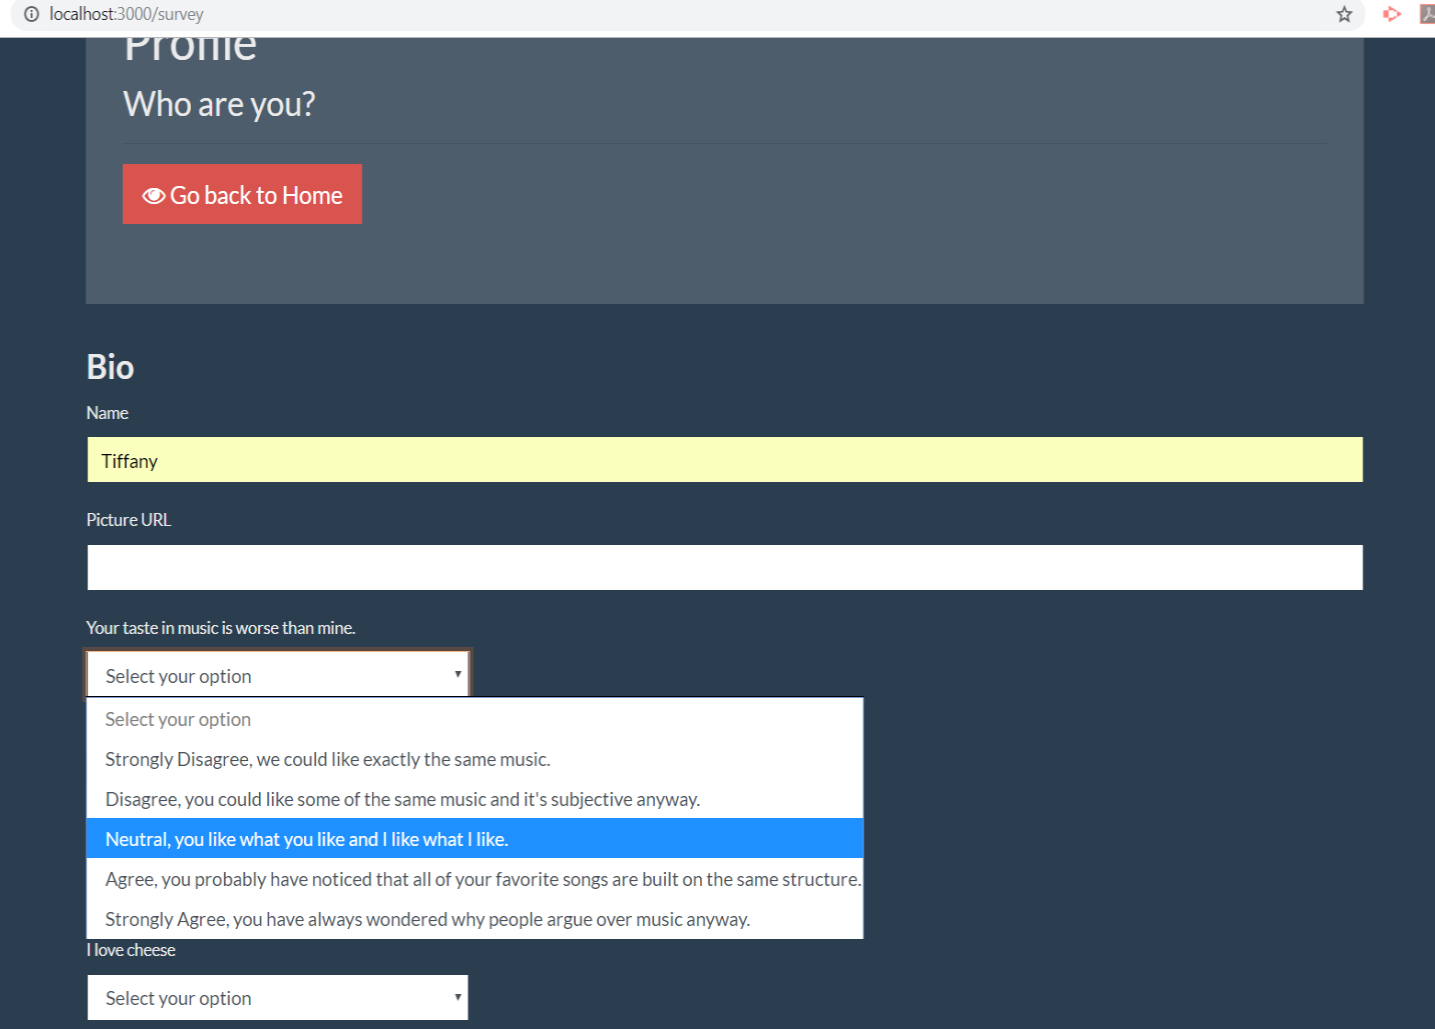 localhost:3000/survey
Profile
Who are you?
Go back to Home
Bio
Name
Tiffany
Picture URL
Your taste in music is worse than mine.
Select your option
Select your option
Strongly Disagree, we could like exactly the same music.
Disagree, you could like some of the same music and it's subjective anyway.
Neutral, you like what you like and I like what I like.
Agree, you probably have noticed that all of your favorite songs are built on the same structure.
Strongly Agree, you have always wondered why people argue over music anyway.
I love cheese
Select your option